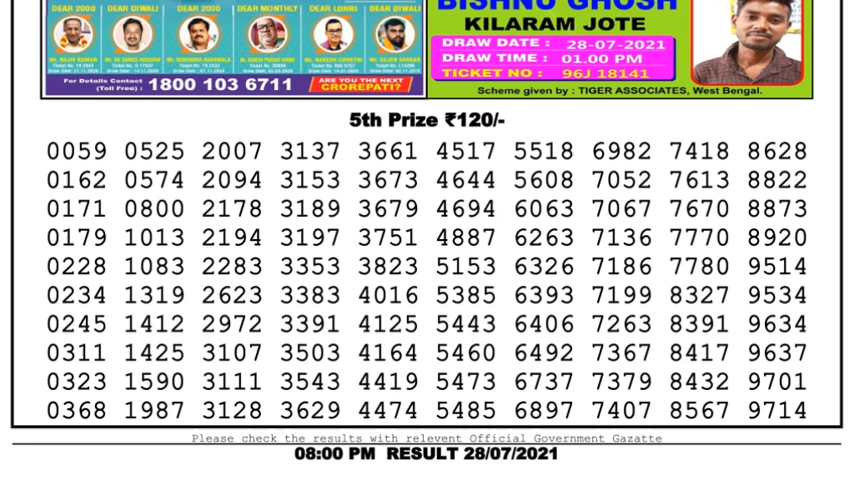 DEAR 2000 DEAR DIWALI DEAR 2000 DEAR MONTHLY DEAR LOHRI DEAR DIWALI
BISHNU GHOSH
KILARAM JOTE
DRAW DATE : 28-07-2021
DRAW TIME : 01.00 PM
TICKET NO : 96J 18141
For Details Contact
(Toll Free) : 1800 103 6711
ARE YOU THE NEXT
CROREPATI?
Scheme given by : TIGER ASSOCIATES, West Bengal.
5th Prize ₹120/-
0059 0525 2007 3137 3661 4517 5518 6982 7418 8628
0162 0574 2094 3153 3673 4644 5608 7052 7613 8822
0171 0800 2178 3189 3679 4694 6063 7067 7670 8873
0179 1013 2194 3197 3751 4887 6263 7136 7770 8920
0228 1083 2283 3353 3823 5153 6326 7186 7780 9514
0234 1319 2623 3383 4016 5385 6393 7199 8327 9534
0245 1412 2972 3391 4125 5443 6406 7263 8391 9634
0311 1425 3107 3503 4164 5460 6492 7367 8417 9637
0323 1590 3111 3543 4419 5473 6737 7379 8432 9701
0368 1987 3128 3629 4474 5485 6897 7407 8567 9714
Please check the results with relevent Official Government Gazatte
08:00 PM RESULT 28/07/2021